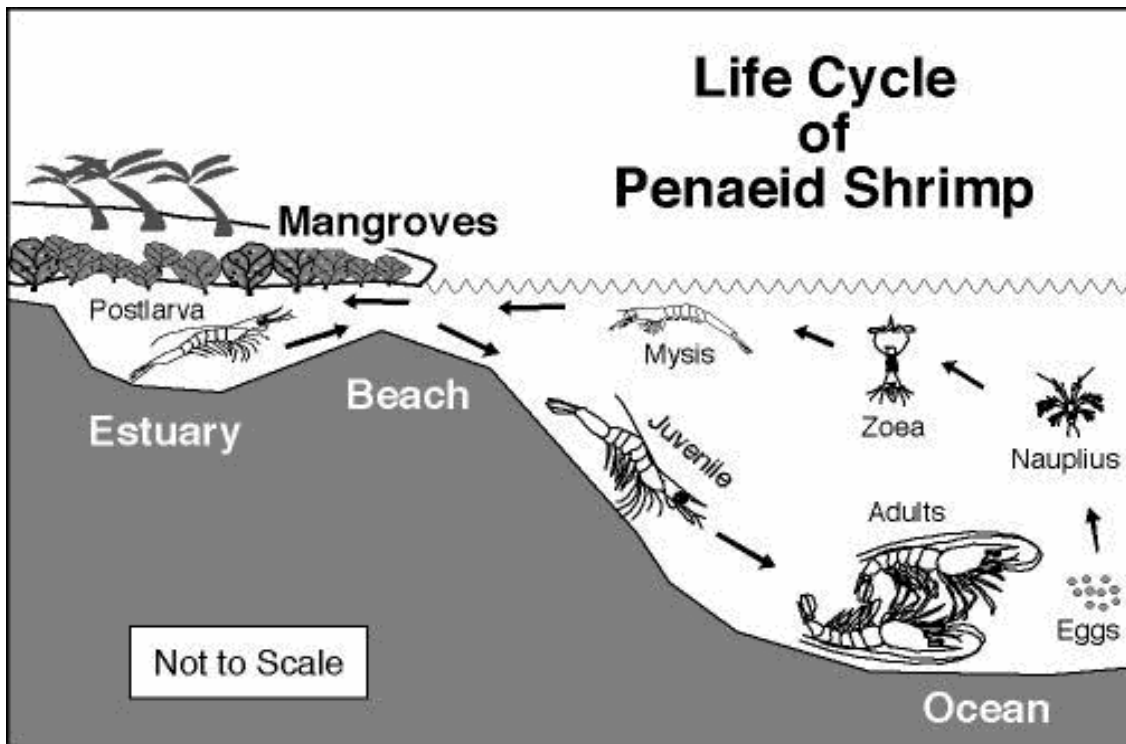 Life Cycle
of
Penaeid Shrimp
Mangroves
Postlarva
Mysis
Zoea
Nauplius
Beach
Estuary
Juvenile
Adults
Eggs
Not to Scale
Ocean